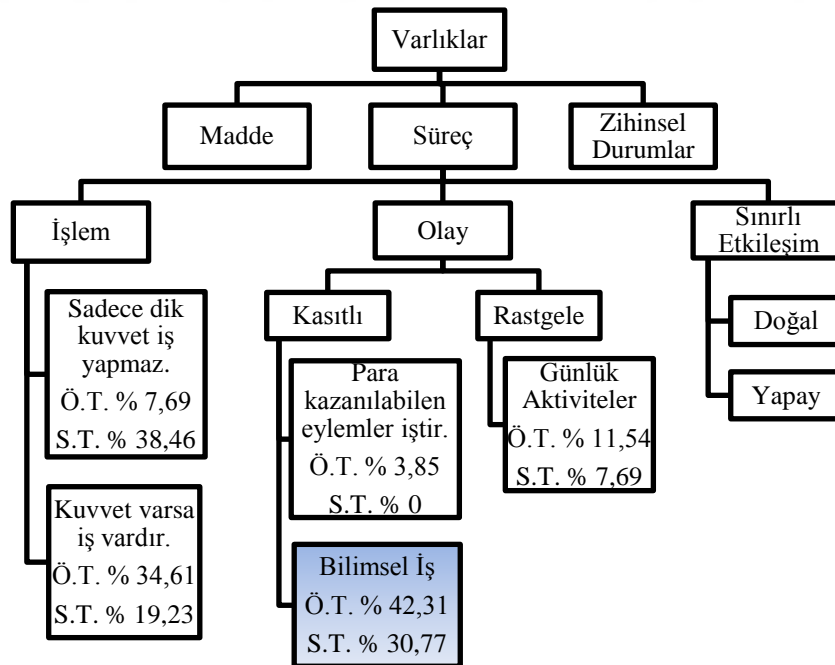 Varlıklar
Madde
Süreç
Zihinsel
Durumlar
İşlem
Olay
Sınırlı
Etkileşim
Sadece dik
kuvvet iş
yapmaz.
Ö.T. % 7,69
S.T. % 38,46
Kuvvet varsa
iş vardır.
Ö.T. % 34,61
S.T. % 19,23
Kasıtlı
Rastgele
Para
kazanılabilen
eylemler iştir.
Ö.T. % 3,85
S.T. % 0
Bilimsel İş
Ö.T. % 42,31
S.T. % 30,77
Günlük
Aktiviteler
Ö.T. % 11,54
S.T. % 7,69
Doğal
Yapay